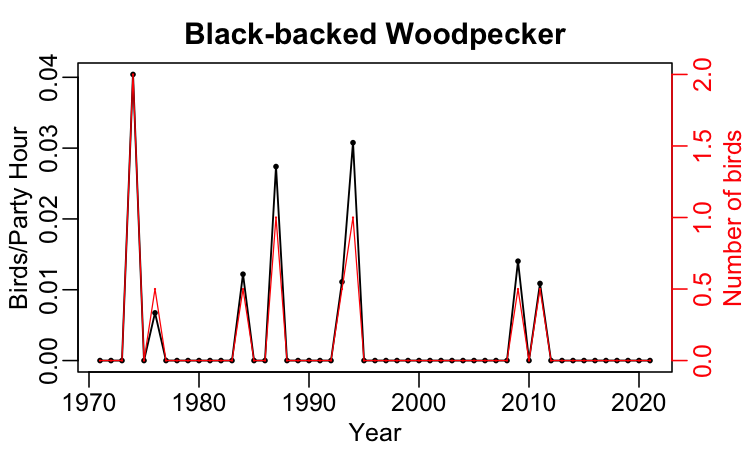 Black-backed Woodpecker
Birds/Party Hour
0.04
0.03
0.02
0.01
0.00
2.0
1.5
1.0
0.5
0.0
Number of birds
1970 1980 1990 2000 2010 2020
Year